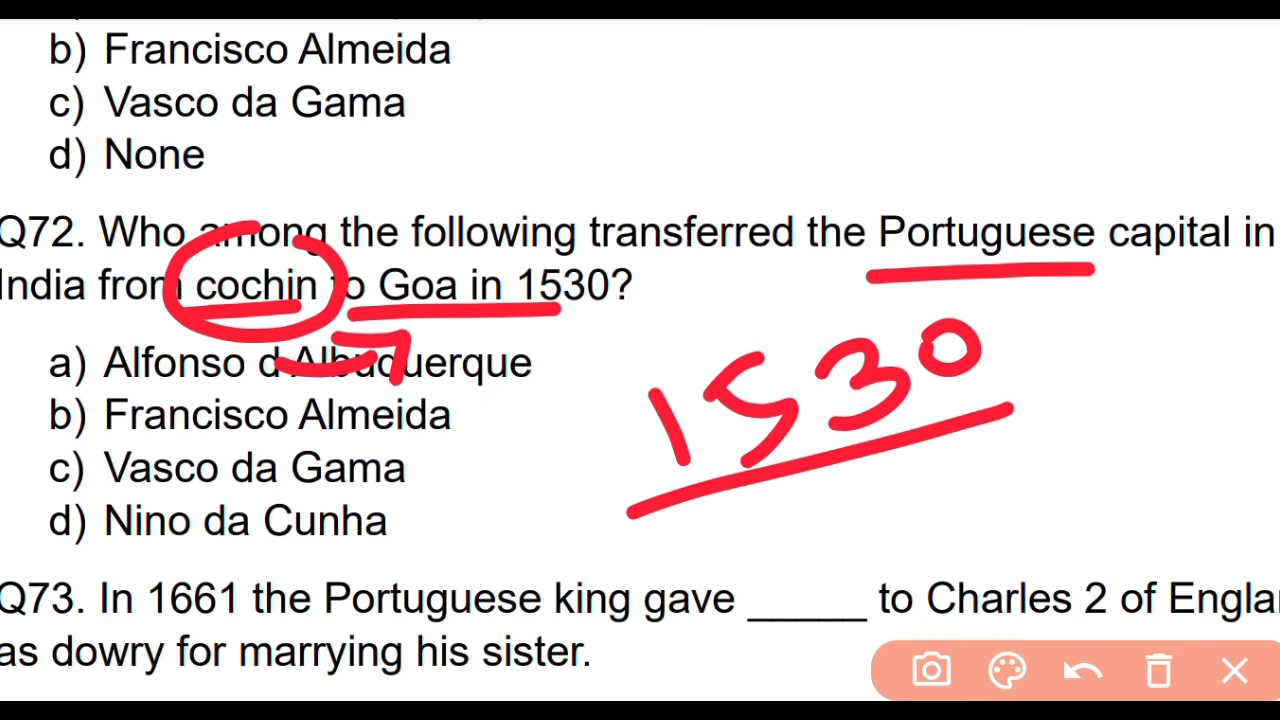 b) Francisco Almeida
c) Vasco da Gama
d) None
Q72. Who among the following transferred the Portuguese capital in
India from cochin to Goa in 1530?
a) Alfonso d Albuquerque
b) Francisco Almeida
c) Vasco da Gama
d) Nino da Cunha
1530
Q73. In 1661 the Portuguese king gave _____ to Charles 2 of Engla
as dowry for marrying his sister.